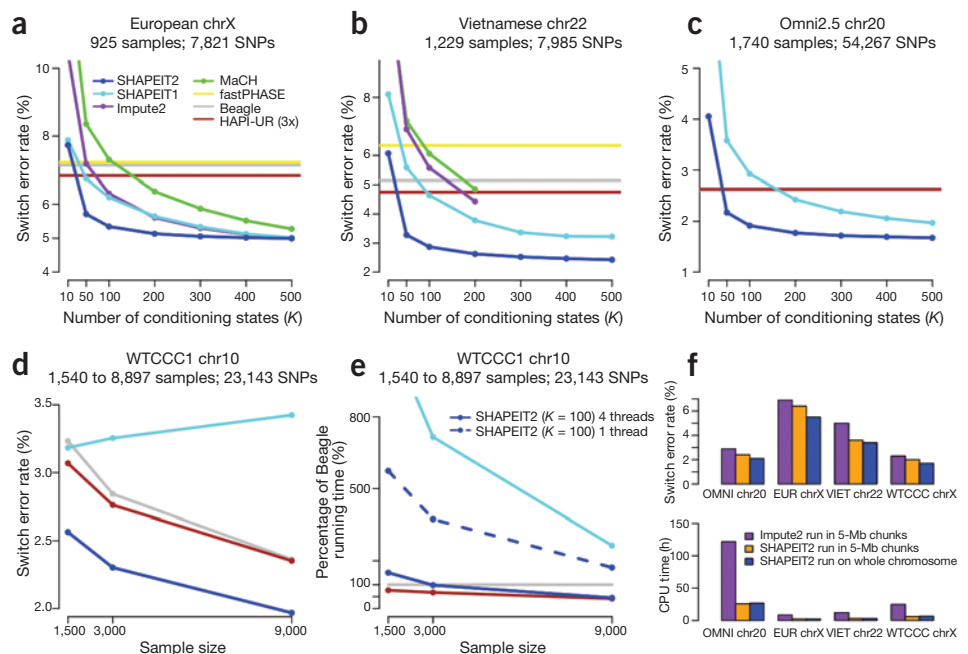 a
European chrX
925 samples; 7,821 SNPs
Switch error rate (%)
10
8
7
6
5
4
SHAPEIT2
SHAPEIT1
Impute2
MaCH
fastPHASE
Beagle
HAPI-UR (3x)
10 50 100 200 300 400 500
Number of conditioning states (K)
b
Vietnamese chr22
1,229 samples; 7,985 SNPs
Switch error rate (%)
8
6
5
4
3
2
10 50 100 200 300 400 500
Number of conditioning states (K)
c
Omni2.5 chr20
1,740 samples; 54,267 SNPs
Switch error rate (%)
5
4
3
2
1
10 50 100 200 300 400 500
Number of conditioning states (K)
d
WTCCC1 chr10
1,540 to 8,897 samples; 23,143 SNPs
Switch error rate (%)
3.5
3.0
2.5
2.0
1,500 3,000 9,000
Sample size
e
WTCCC1 chr10
1,540 to 8,897 samples; 23,143 SNPs
Percentage of Beagle
running time (%)
800
500
100
0
SHAPEIT2 (K = 100) 4 threads
SHAPEIT2 (K = 100) 1 thread
1,500 3,000 9,000
Sample size
f
Switch error rate (%)
6
4
2
0
OMNI chr20 EUR chrX VIET chr22 WTCCC chrX
CPU time (h)
150
100
50
0
Impute2 run in 5-Mb chunks
SHAPEIT2 run in 5-Mb chunks
SHAPEIT2 run on whole chromosome
OMNI chr20 EUR chrX VIET chr22 WTCCC chrX